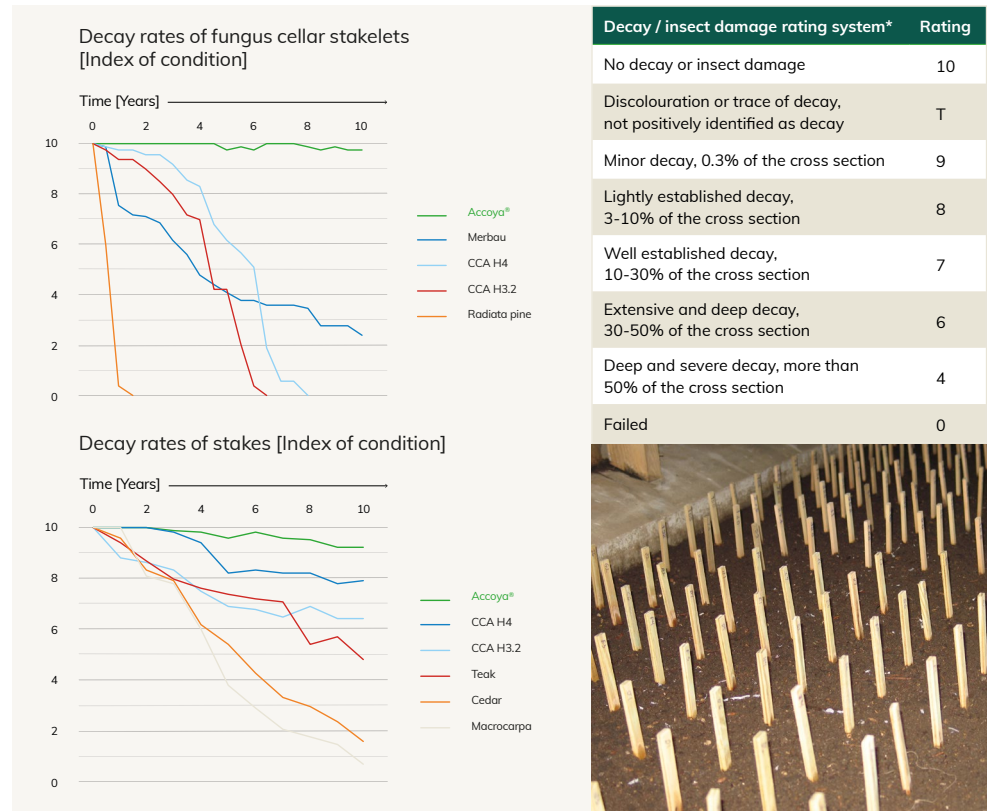 Decay rates of fungus cellar stakelets
[Index of condition]
Time [Years]
0 2 4 6 8 10
10
8
6
4
2
0
Accoya®
Merbau
CCA H4
CCA H3.2
Radiata pine
Decay rates of stakes [Index of condition]
Time [Years]
0 2 4 6 8 10
10
8
6
4
2
0
Accoya®
CCA H4
CCA H3.2
Teak
Cedar
Macrocarpa
Decay / insect damage rating system* Rating
No decay or insect damage 10
Discolouration or trace of decay,
not positively identified as decay T
Minor decay, 0.3% of the cross section 9
Lightly established decay,
3-10% of the cross section 8
Well established decay,
10-30% of the cross section 7
Extensive and deep decay,
30-50% of the cross section 6
Deep and severe decay, more than
50% of the cross section 4
Failed 0